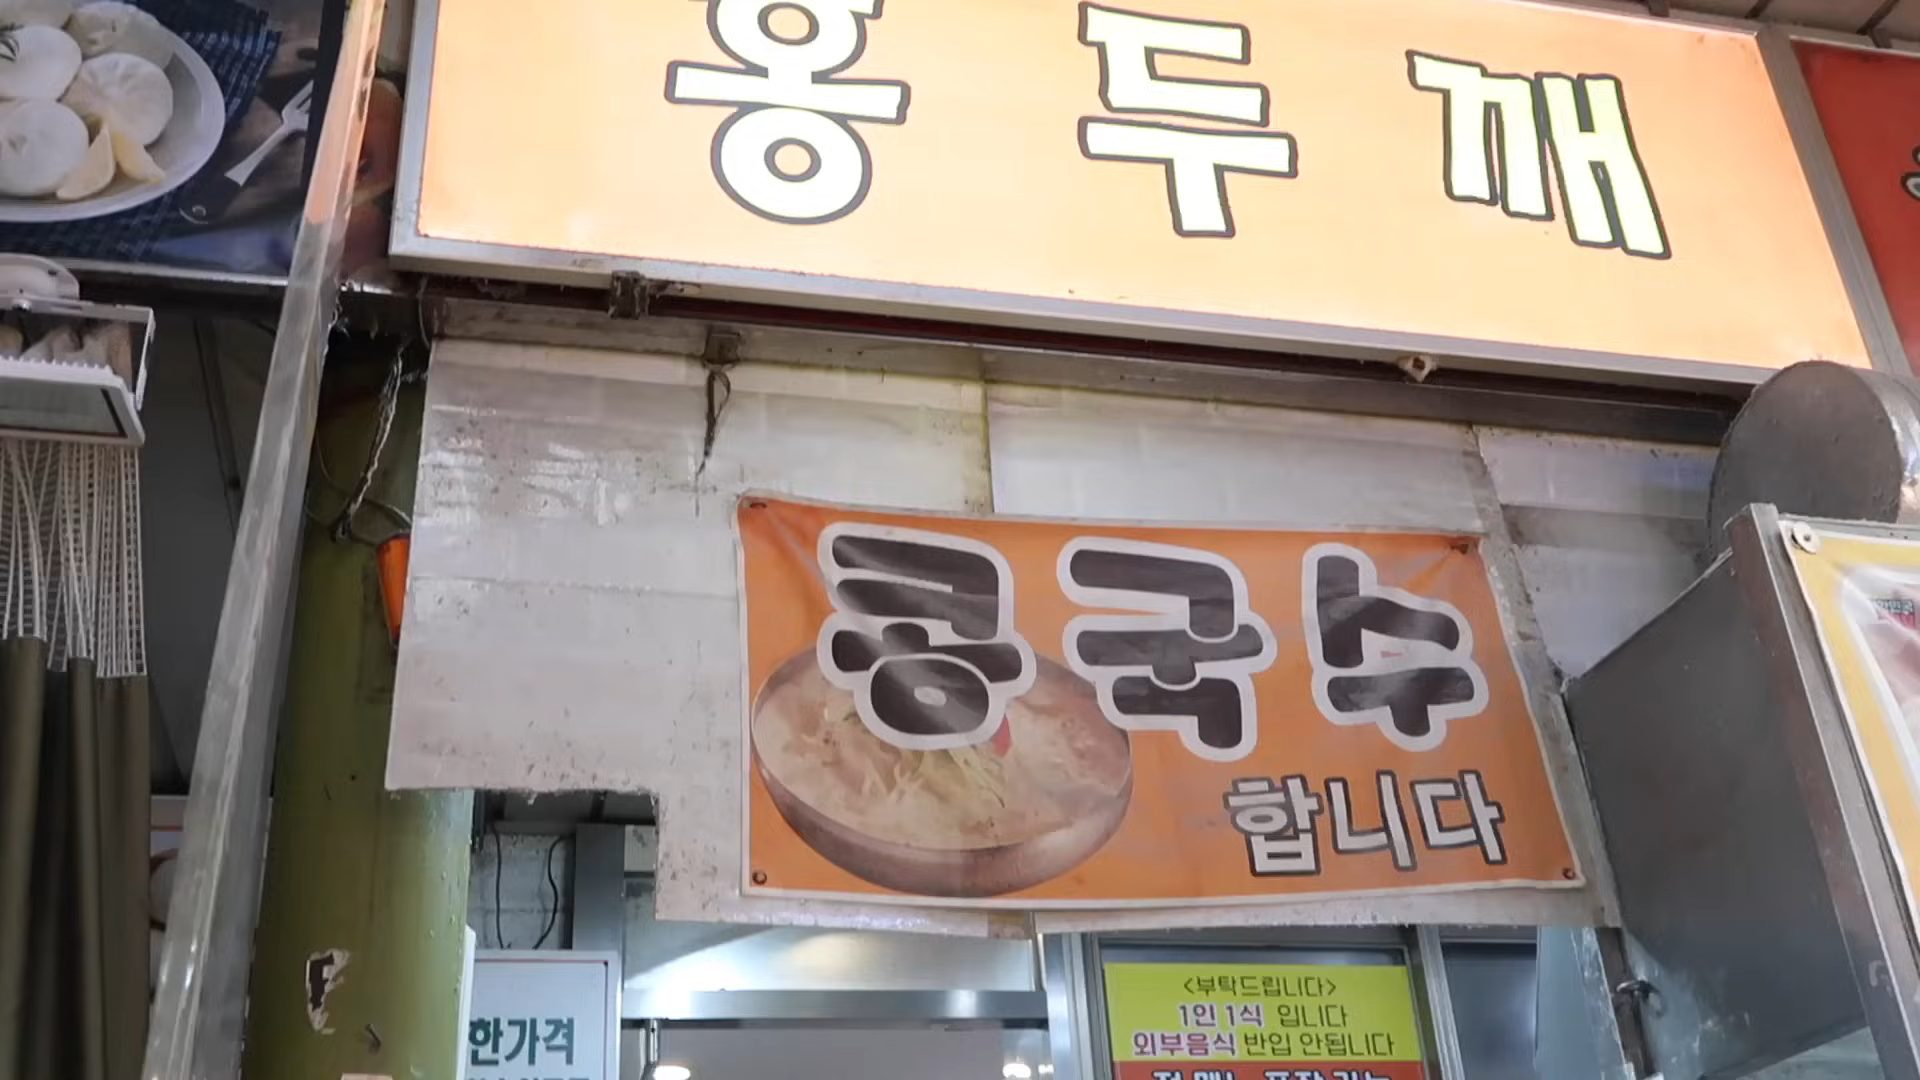 홍두깨
콩국수
합니다
한가격
<부탁드립니다>
1인 1식 입니다
외부음식 반입 안됩니다